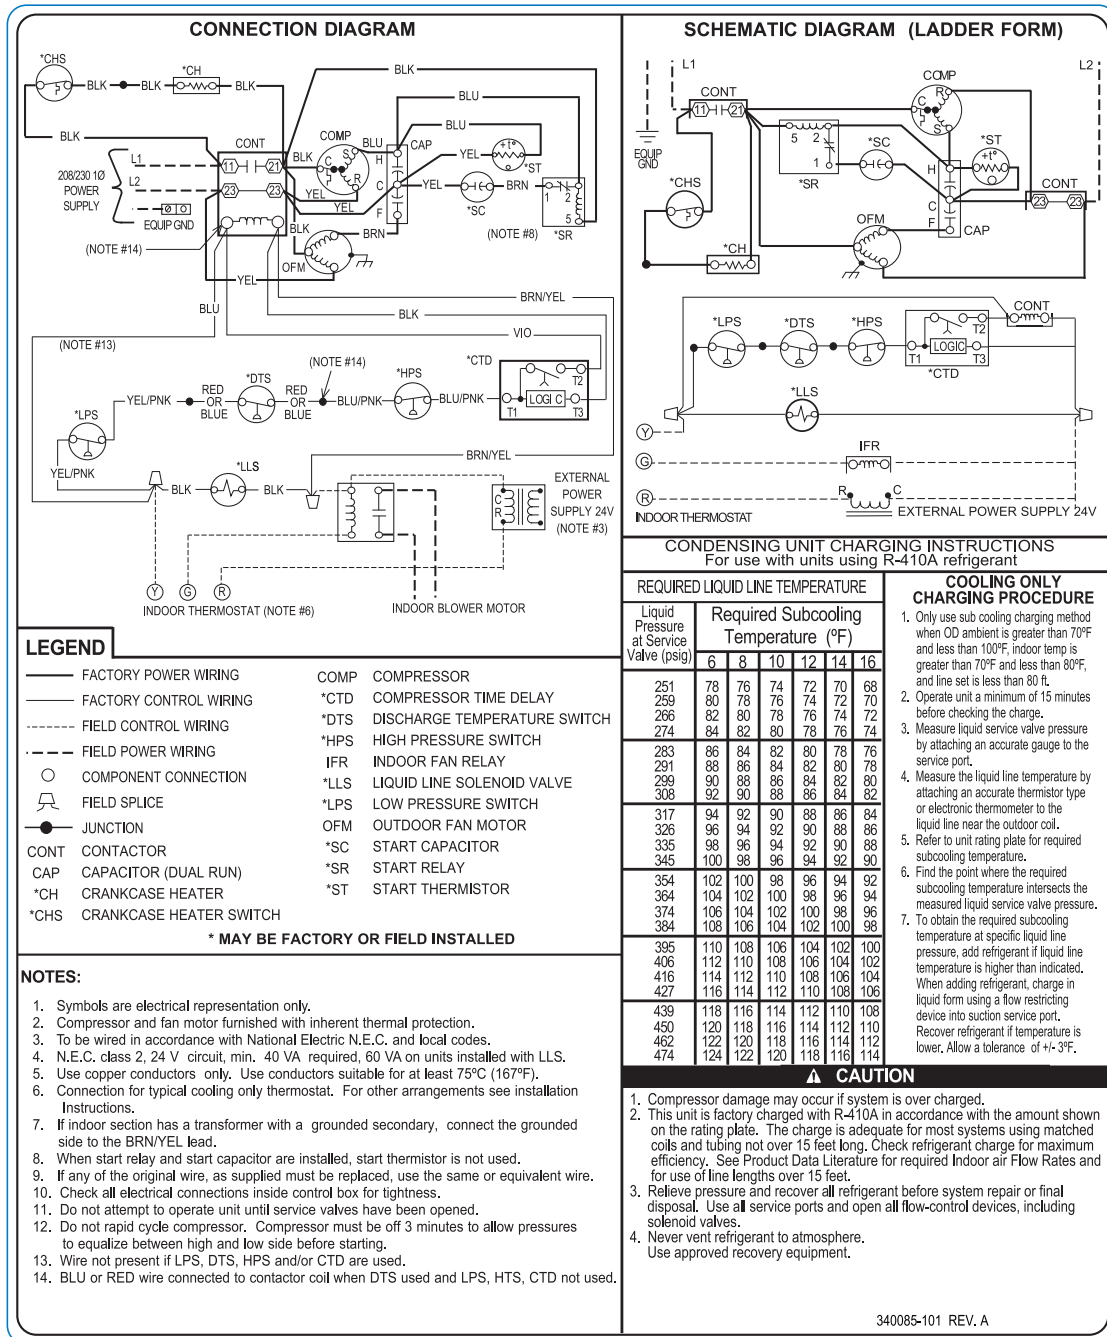 CONNECTION DIAGRAM
*CHS
BLK
BLK
*CH
BLK
BLK
BLU
BLK
CONT
COMP
BLU
BLU
CAP
YEL
+t°
*ST
L1
11
21
BLK
C
S
R
H
C
F
YEL
BRN
L2
23
23
YEL
YEL
*SC
1
2
5
208/230 1Ø
POWER
SUPPLY
EQUIP GND
BLK
BRN
(NOTE #8)
*SR
(NOTE #14)
OFM
YEL
BRN/YEL
BLU
BLK
VIO
(NOTE #13)
(NOTE #14)
*CTD
*LPS
YEL/PNK
RED
OR
BLUE
*DTS
RED
OR
BLUE
BLU/PNK
*HPS
BLU/PNK
T1
LOGIC
T2
T3
YEL/PNK
BRN/YEL
*LLS
BLK
BLK
C
R
EXTERNAL
POWER
SUPPLY 24V
(NOTE #3)
Y
G
R
INDOOR THERMOSTAT (NOTE #6)
INDOOR BLOWER MOTOR
SCHEMATIC DIAGRAM (LADDER FORM)
L1
L2
CONT
COMP
11
21
C
R
S
5
2
1
*SR
*SC
*ST
+t°
EQUIP
GND
*CHS
H
C
F
CAP
CONT
23
23
OFM
*CH
*LPS
*DTS
*HPS
CONT
T2
T1
LOGIC
T3
*CTD
*LLS
Y
G
IFR
R
R
C
INDOOR THERMOSTAT
EXTERNAL POWER SUPPLY 24V
LEGEND
FACTORY POWER WIRING
FACTORY CONTROL WIRING
FIELD CONTROL WIRING
FIELD POWER WIRING
COMPONENT CONNECTION
FIELD SPLICE
JUNCTION
CONT CONTACTOR
CAP CAPACITOR (DUAL RUN)
*CH CRANKCASE HEATER
*CHS CRANKCASE HEATER SWITCH
COMP COMPRESSOR
*CTD COMPRESSOR TIME DELAY
*DTS DISCHARGE TEMPERATURE SWITCH
*HPS HIGH PRESSURE SWITCH
IFR INDOOR FAN RELAY
*LLS LIQUID LINE SOLENOID VALVE
*LPS LOW PRESSURE SWITCH
OFM OUTDOOR FAN MOTOR
*SC START CAPACITOR
*SR START RELAY
*ST START THERMISTOR
* MAY BE FACTORY OR FIELD INSTALLED
NOTES:
1. Symbols are electrical representation only.
2. Compressor and fan motor furnished with inherent thermal protection.
3. To be wired in accordance with National Electric N.E.C. and local codes.
4. N.E.C. class 2, 24 V circuit, min. 40 VA required, 60 VA on units installed with LLS.
5. Use copper conductors only. Use conductors suitable for at least 75ºC (167ºF).
6. Connection for typical cooling only thermostat. For other arrangements see installation
Instructions.
7. If indoor section has a transformer with a grounded secondary, connect the grounded
side to the BRN/YEL lead.
8. When start relay and start capacitor are installed, start thermistor is not used.
9. If any of the original wire, as supplied must be replaced, use the same or equivalent wire.
10. Check all electrical connections inside control box for tightness.
11. Do not attempt to operate unit until service valves have been opened.
12. Do not rapid cycle compressor. Compressor must be off 3 minutes to allow pressures
to equalize between high and low side before starting.
13. Wire not present if LPS, DTS, HPS and/or CTD are used.
14. BLU or RED wire connected to contactor coil when DTS used and LPS, HTS, CTD not used.
CONDENSING UNIT CHARGING INSTRUCTIONS
For use with units using R-410A refrigerant
REQUIRED LIQUID LINE TEMPERATURE
Liquid
Pressure
at Service
Valve (psig)
Required Subcooling
Temperature (ºF)
6 8 10 12 14 16
251 78 76 74 72 70 68
259 80 78 76 74 72 70
266 82 80 78 76 74 72
274 84 82 80 78 76 74
283 86 84 82 80 78 76
291 88 86 84 82 80 78
299 90 88 86 84 82 80
308 92 90 88 86 84 82
317 94 92 90 88 86 84
326 96 94 92 90 88 86
335 98 96 94 92 90 88
345 100 98 96 94 92 90
354 102 100 98 96 94 92
364 104 102 100 98 96 94
374 106 104 102 100 98 96
384 108 106 104 102 100 98
395 110 108 106 104 102 100
406 112 110 108 106 104 102
416 114 112 110 108 106 104
427 116 114 112 110 108 106
439 118 116 114 112 110 108
450 120 118 116 114 112 110
462 122 120 118 116 114 112
474 124 122 120 118 116 114
COOLING ONLY
CHARGING PROCEDURE
1. Only use sub cooling charging method
when OD ambient is greater than 70ºF
and less than 100ºF, indoor temp is
greater than 70ºF and less than 80ºF,
and line set is less than 80 ft.
2. Operate unit a minimum of 15 minutes
before checking the charge.
3. Measure liquid service valve pressure
by attaching an accurate gauge to the
service port.
4. Measure the liquid line temperature by
attaching an accurate thermistor type
or electronic thermometer to the
liquid line near the outdoor coil.
5. Refer to unit rating plate for required
subcooling temperature.
6. Find the point where the required
subcooling temperature intersects the
measured liquid service valve pressure.
7. To obtain the required subcooling
temperature at specific liquid line
pressure, add refrigerant if liquid line
temperature is higher than indicated.
When adding refrigerant, charge in
liquid form using a flow restricting
device into suction service port.
Recover refrigerant if temperature is
lower. Allow a tolerance of +/- 3ºF.
CAUTION
1. Compressor damage may occur if system is over charged.
2. This unit is factory charged with R-410A in accordance with the amount shown
on the rating plate. The charge is adequate for most systems using matched
coils and tubing not over 15 feet long. Check refrigerant charge for maximum
efficiency. See Product Data Literature for required Indoor air Flow Rates and
for use of line lengths over 15 feet.
3. Relieve pressure and recover all refrigerant before system repair or final
disposal. Use all service ports and open all flow-control devices, including
solenoid valves.
4. Never vent refrigerant to atmosphere.
Use approved recovery equipment.
340085-101 REV. A